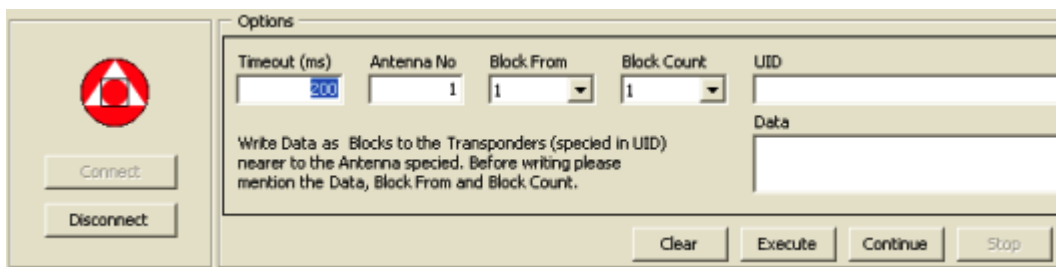 Options
Timeout (ms) Antenna No Block From Block Count UID
200 1 1 1
Data
Write Data as Blocks to the Transponders (specied in UID)
nearer to the Antenna specied. Before writing please
mention the Data, Block From and Block Count.
Connect
Disconnect
Clear Execute Continue Stop